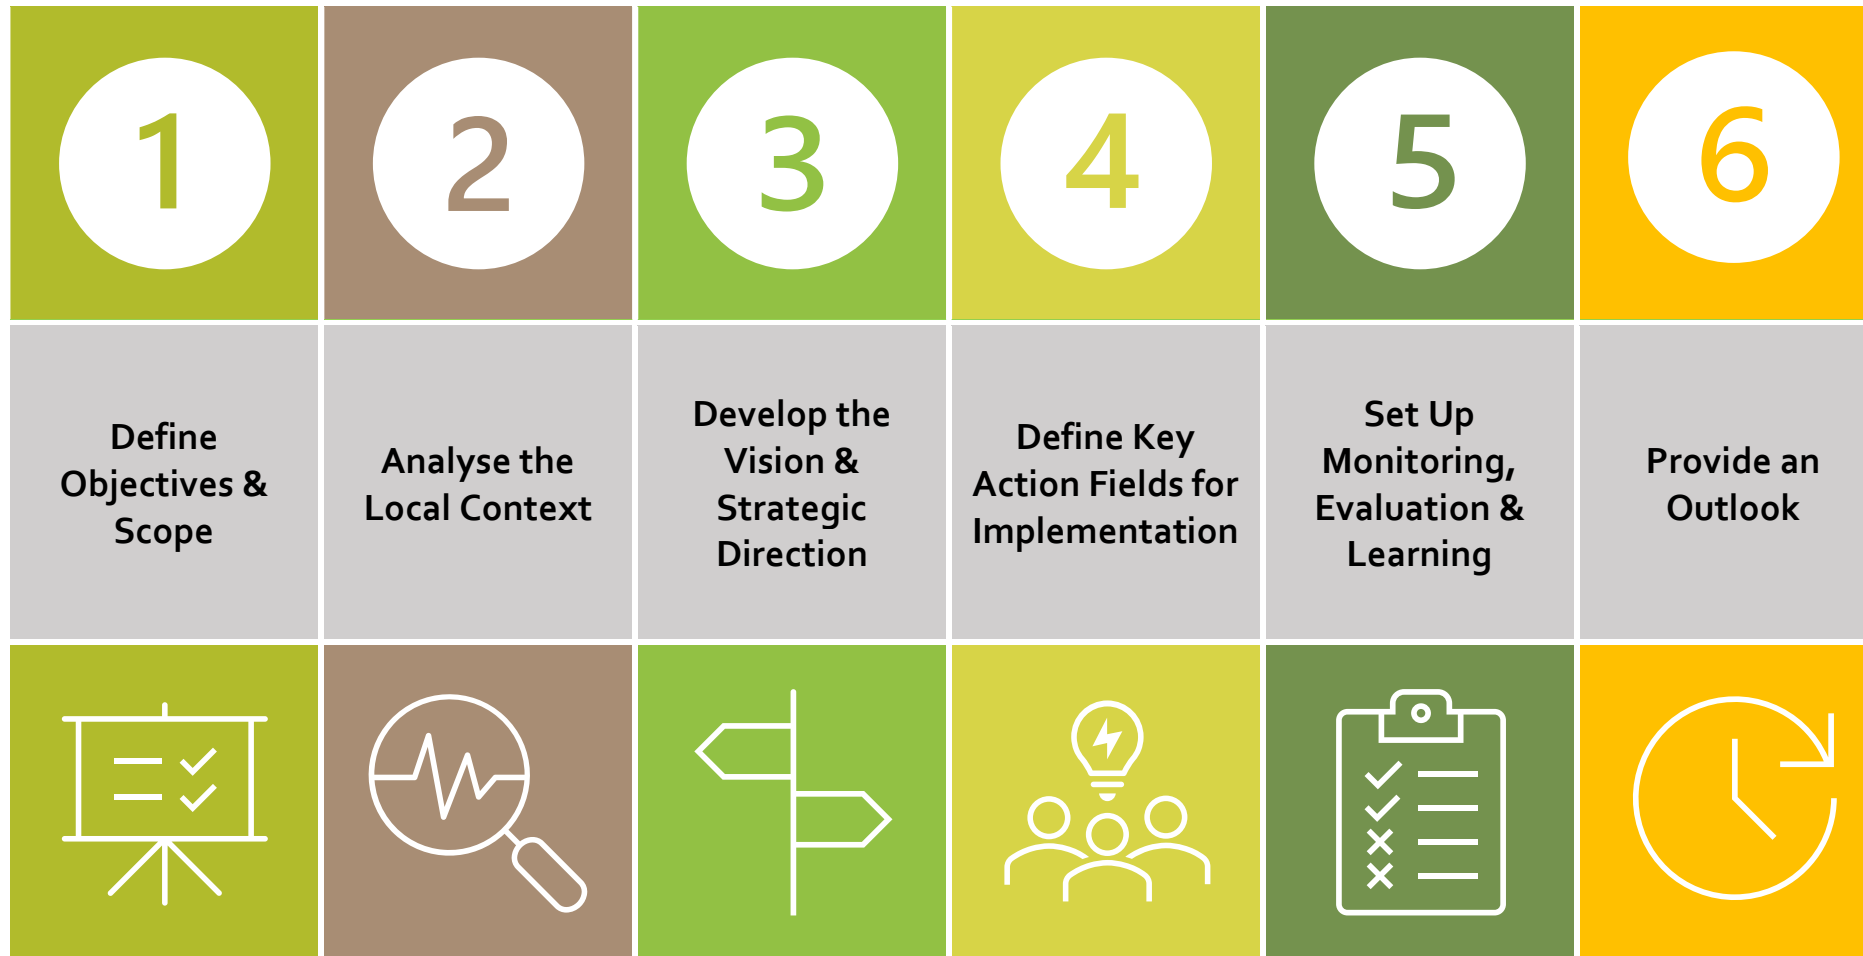 1
2
3
4
5
6
Define
Objectives &
Scope
Analyse the
Local Context
Develop the
Vision &
Strategic
Direction
Define Key
Action Fields for
Implementation
Set Up
Monitoring,
Evaluation &
Learning
Provide an
Outlook